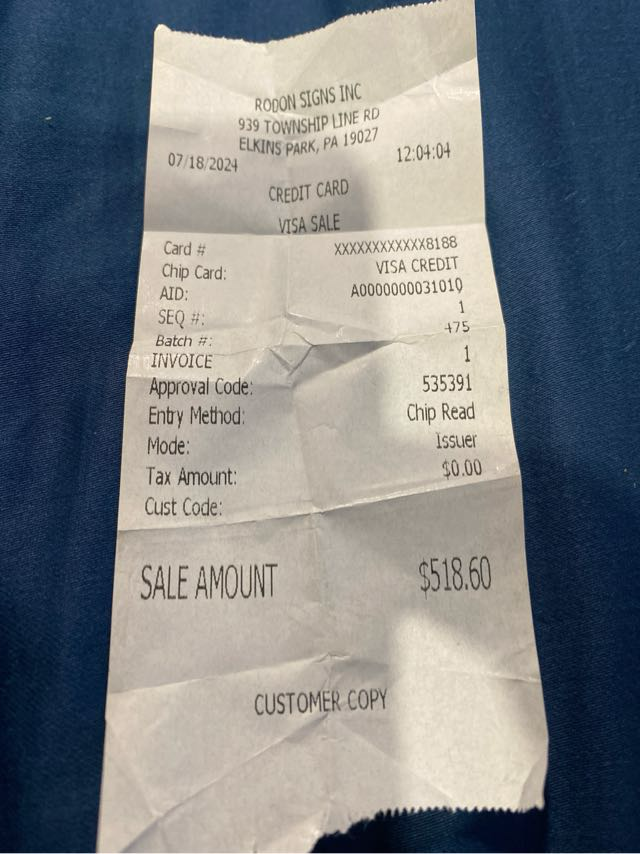 RODON SIGNS INC
939 TOWNSHIP LINE RD
ELKINS PARK, PA 19027
07/18/2024 12:04:04
CREDIT CARD
VISA SALE
Card # XXXXXXXXXXXX8188
Chip Card: VISA CREDIT
AID: A0000000031010
SEQ #: 1
Batch #: 475
INVOICE 1
Approval Code: 535391
Entry Method: Chip Read
Mode: Issuer
Tax Amount: $0.00
Cust Code:
SALE AMOUNT $518.60
CUSTOMER COPY